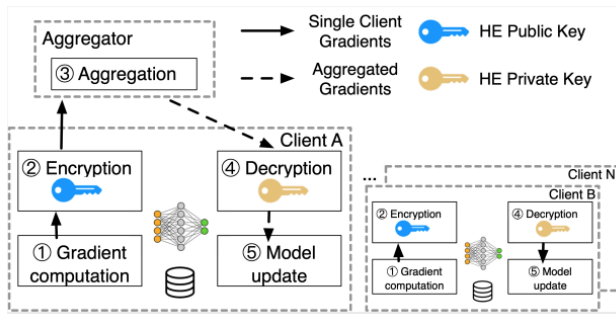 Aggregator
③ Aggregation
Single Client
Gradients
HE Public Key
Aggregated
Gradients
HE Private Key
Client A
② Encryption
④ Decryption
① Gradient
computation
⑤ Model
update
...
Client N
Client B
② Encryption
④ Decryption
① Gradient
computation
⑤ Model
update